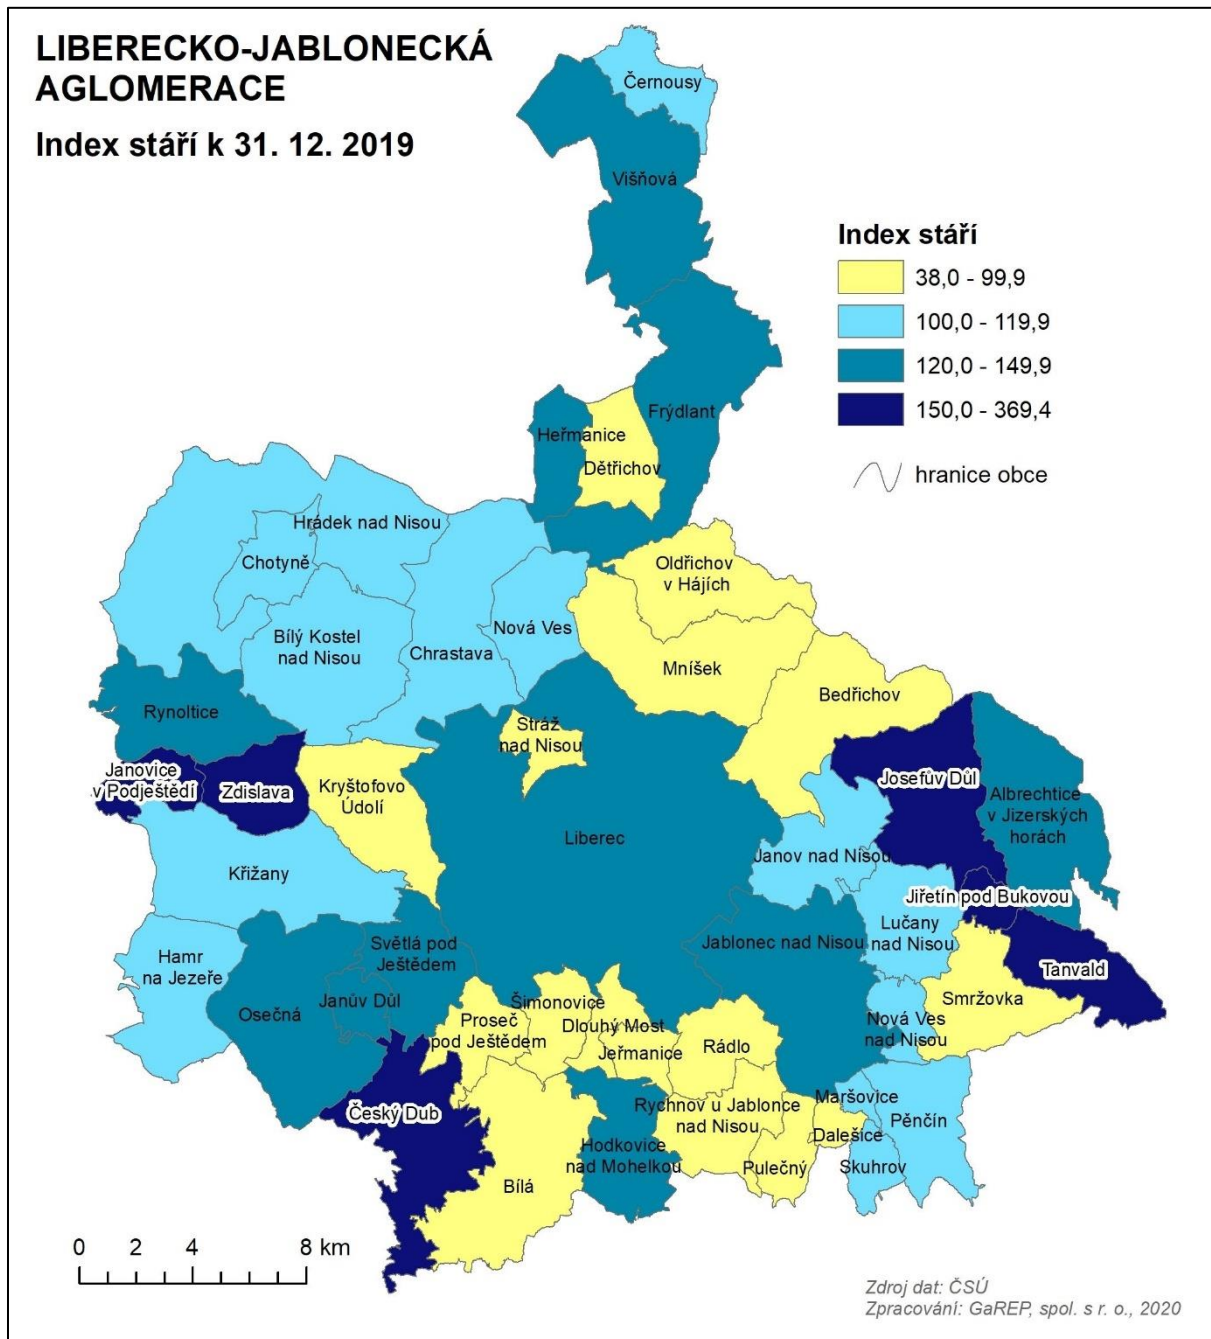 LIBERECKO-JABLONECKÁ
AGLOMERACE
Index stáří k 31. 12. 2019
Černousy
Višňová
Index stáří
38,0 - 99,9
100,0 - 119,9
120,0 - 149,9
150,0 - 369,4
hranice obce
Frýdlant
Heřmanice
Dětřichov
Hrádek nad Nisou
Chotyně
Oldřichov
v Hájích
Nová Ves
Bílý Kostel
nad Nisou
Chrastava
Mníšek
Bedřichov
Rynoltice
Stráž
nad Nisou
Janovice
v Podještědí
Zdislava
Kryštofovo
Údolí
Josefův Důl
Albrechtice
v Jizerských
horách
Liberec
Janov nad Nisou
Křižany
Jiřetín pod Bukovou
Lučany
nad Nisou
Jablonec nad Nisou
Světlá pod
Ještědem
Hamr
na Jezeře
Tanvald
Smržovka
Janův Důl
Osečná
Šimonovice
Proseč
pod Ještědem
Dlouhý Most
Jeřmanice
Rádlo
Nová Ves
nad Nisou
Český Dub
Rychnov u Jablonce
nad Nisou
Maršovice
Pěnčín
Dalešice
Hodkovice
nad Mohelkou
Pulečný
Skuhrov
Bílá
0 2 4 8 km
Zdroj dat: ČSÚ
Zpracování: GaREP, spol. s r. o., 2020